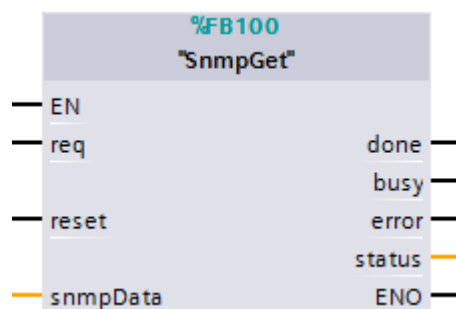 %FB100
"SnmpGet"
EN
req done
busy
reset error
status
snmpData ENO